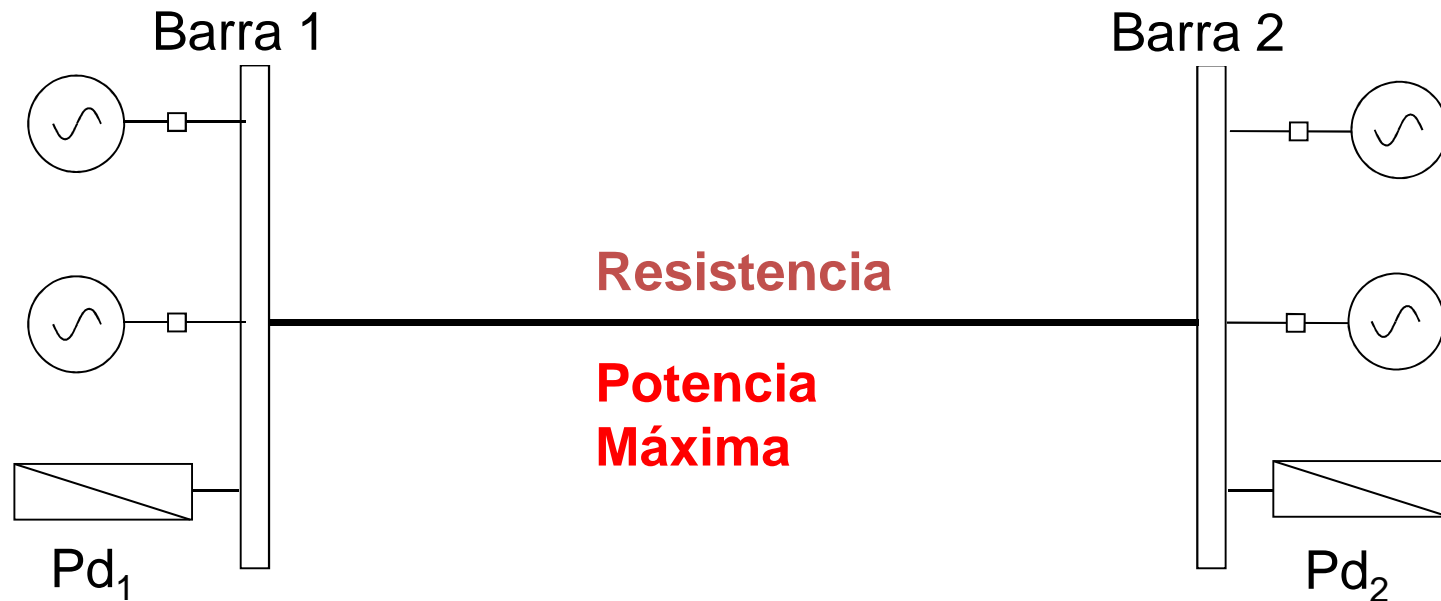 Barra 1
Barra 2
Resistencia
Potencia
Máxima
Pd₁
Pd₂